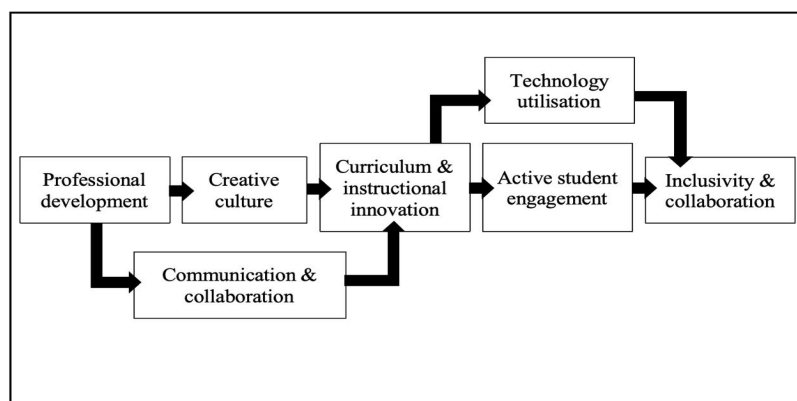 Technology
utilisation
Professional
development
Creative
culture
Curriculum &
instructional
innovation
Active student
engagement
Inclusivity &
collaboration
Communication &
collaboration